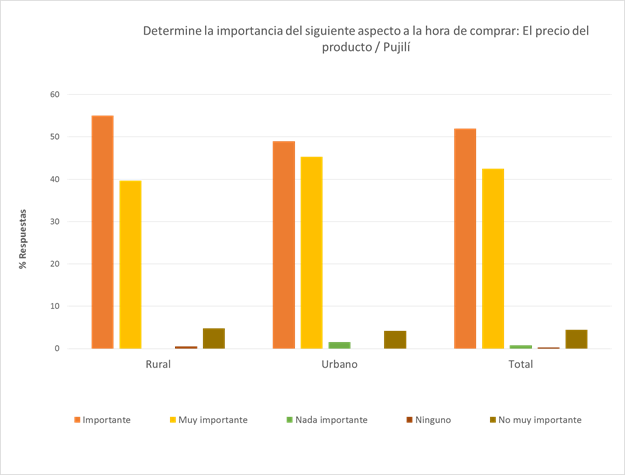 Determine la importancia del siguiente aspecto a la hora de comprar: El precio del
producto / Pujilí
60
50
40
30
20
10
0
% Respuestas
Rural Urbano Total
Importante Muy importante Nada importante Ninguno No muy importante